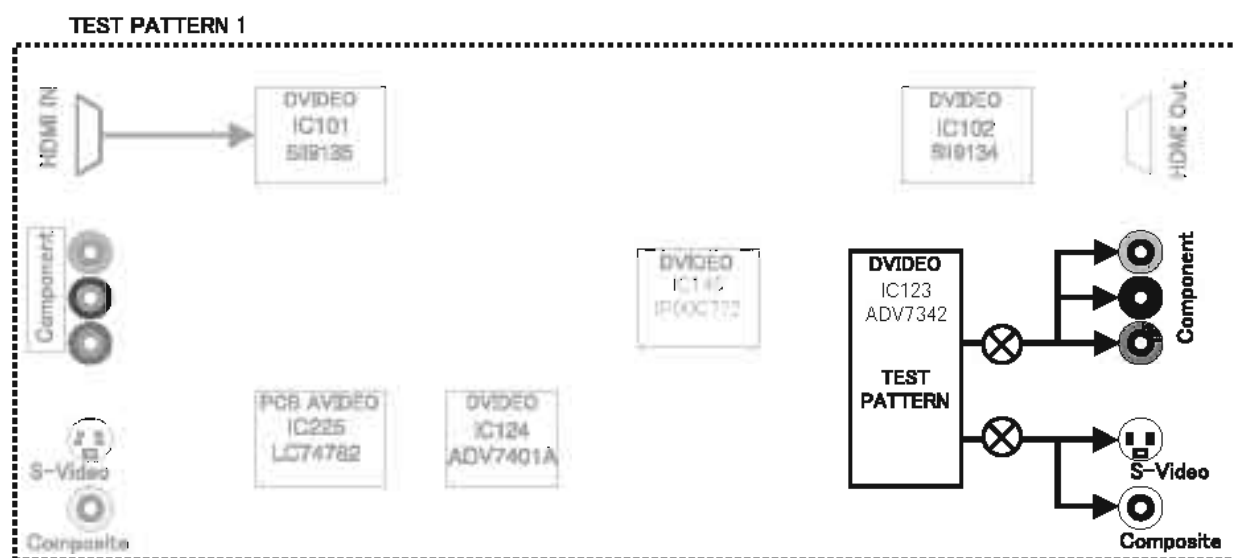 TEST PATTERN 1
HDMI IN
DVIDEO
IC101
SII9135
DVIDEO
IC102
SII9134
HDMI Out
Component
DVIDEO
DVIDEO
IC123
ADV7342
TEST
PATTERN
Component
PCB AVIDEO
IC225
LC74782
DVIDEO
IC124
ADV7401A
S-Video
Composite
S-Video
Composite